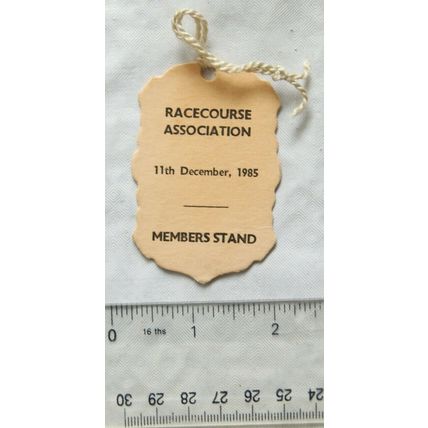 RACECOURSE
ASSOCIATION
11th December, 1985
MEMBERS STAND
0 16 ths 1 2
30 29 28 27 26 25 24